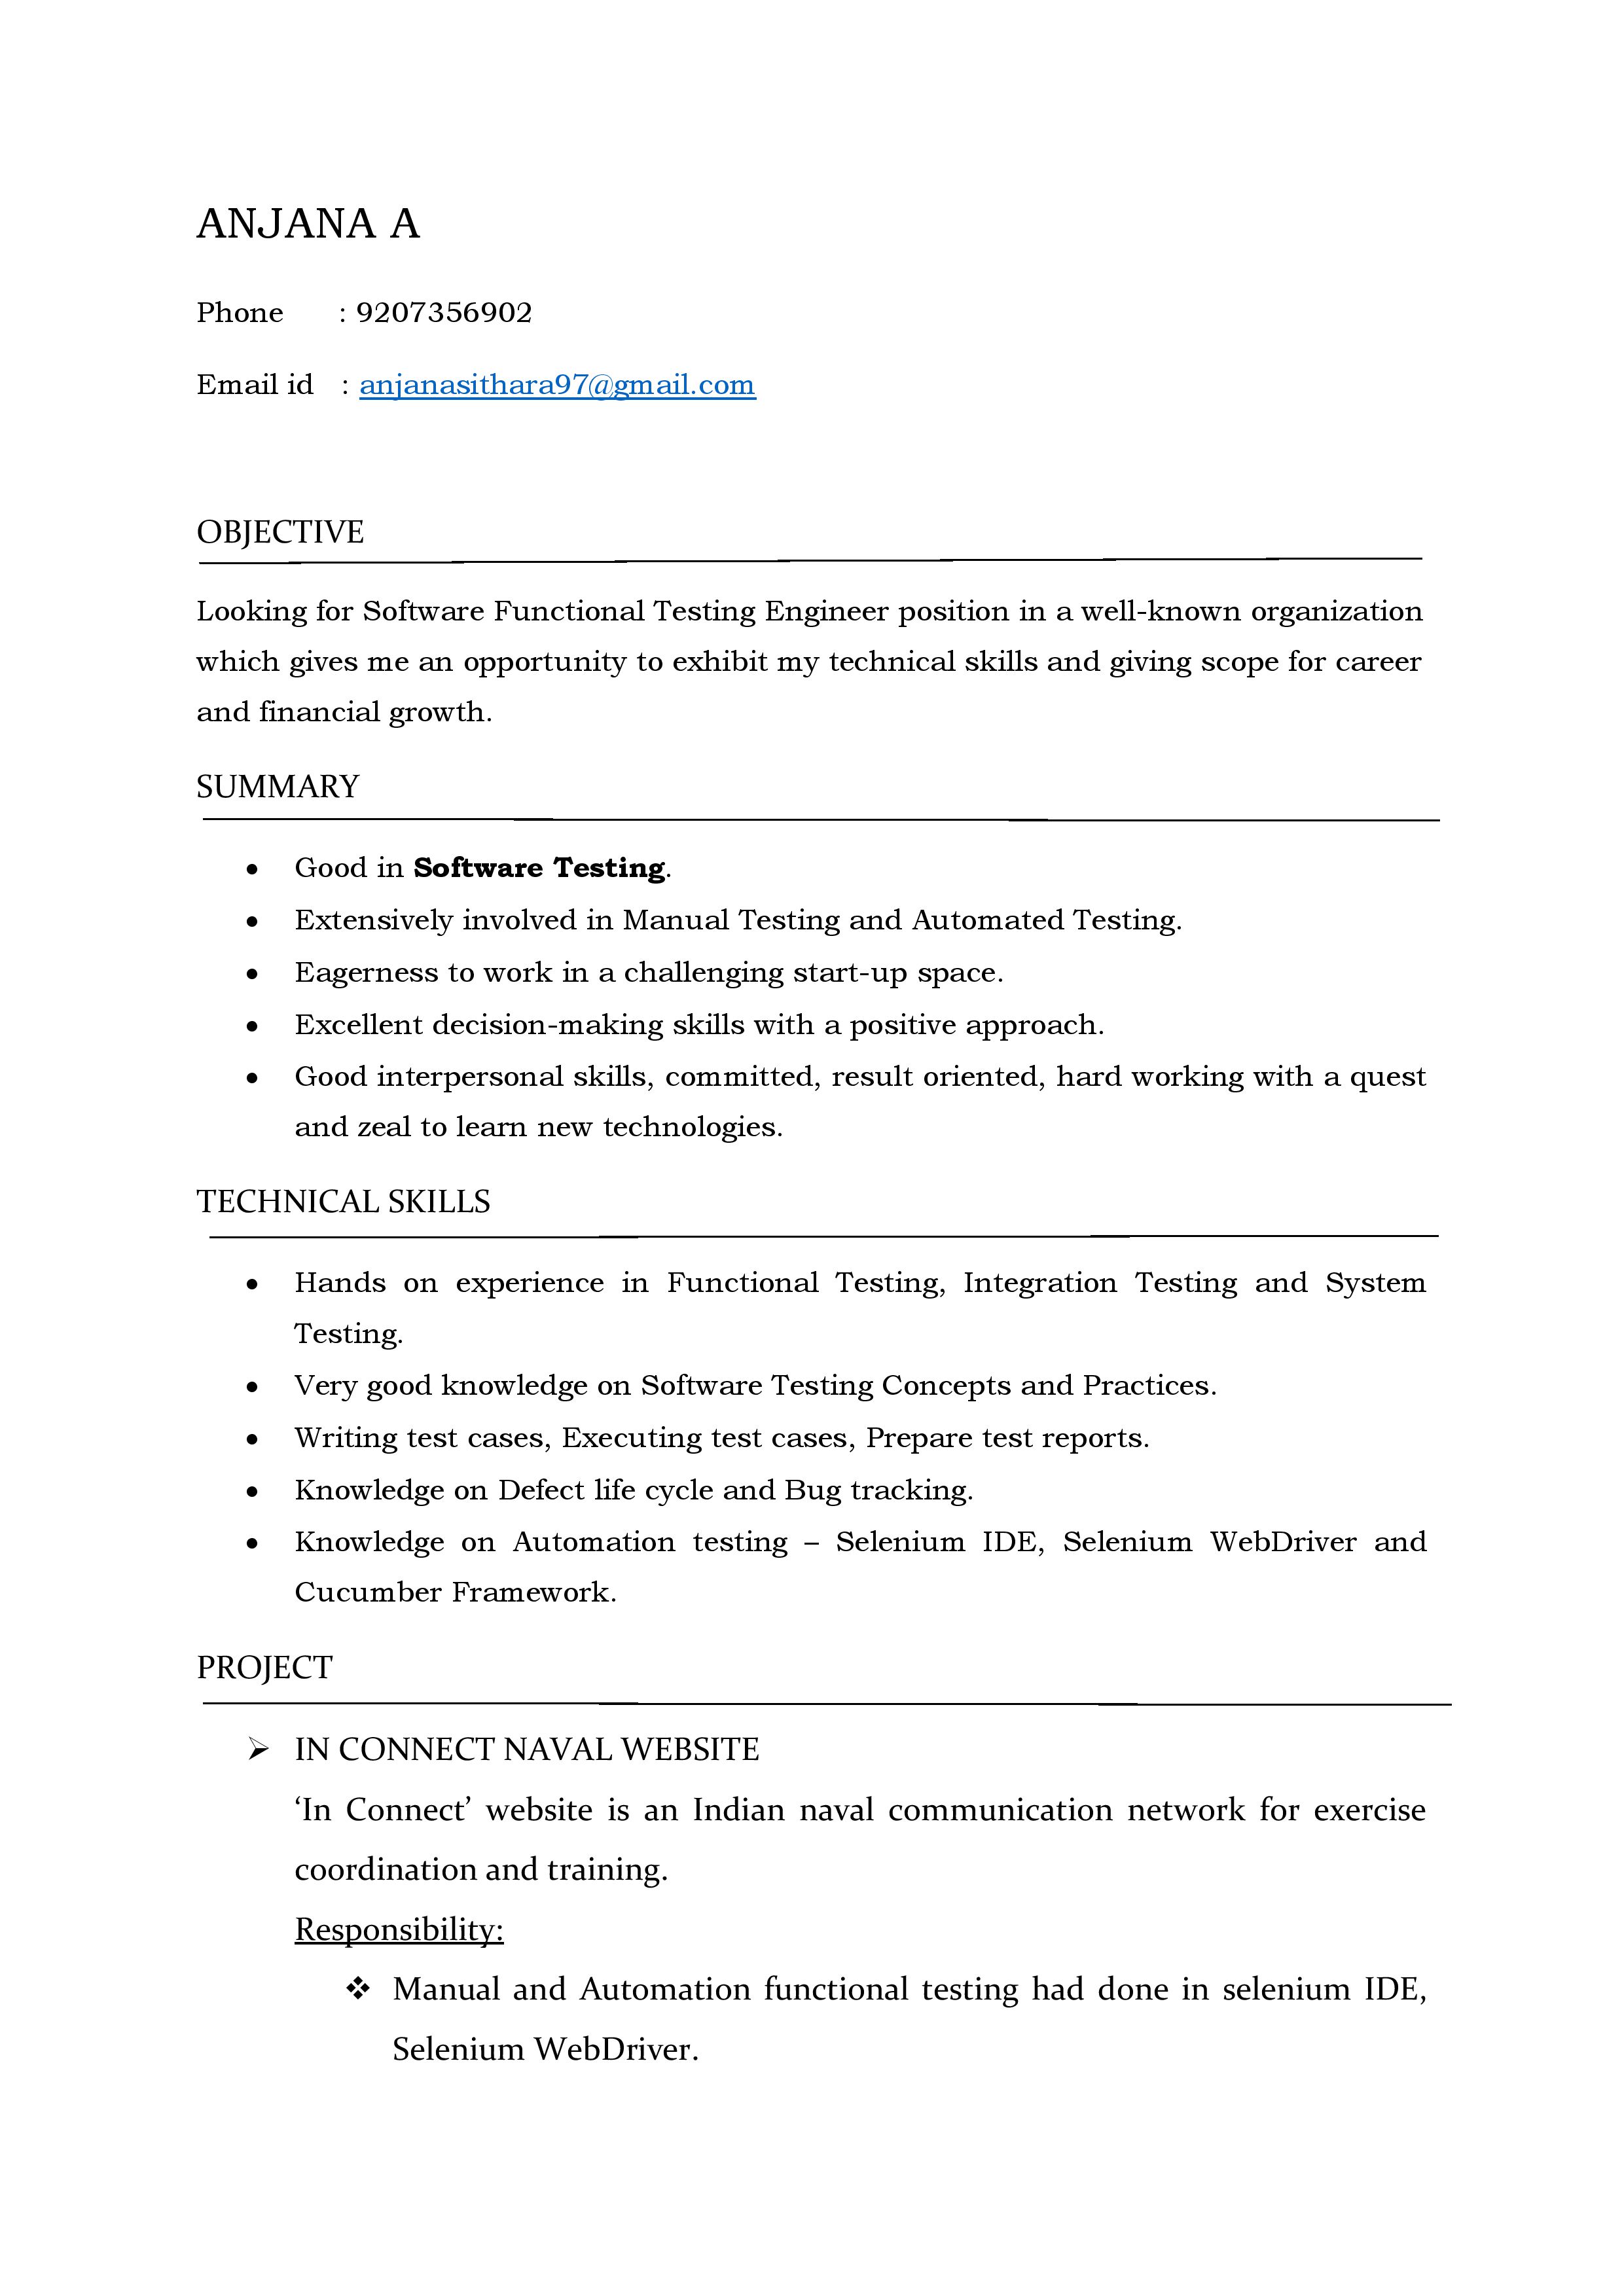 ANJANA A
Phone : 9207356902
Email id : anjanasithara97@gmail.com
OBJECTIVE
Looking for Software Functional Testing Engineer position in a well-known organization
which gives me an opportunity to exhibit my technical skills and giving scope for career
and financial growth.
SUMMARY
• Good in Software Testing.
• Extensively involved in Manual Testing and Automated Testing.
• Eagerness to work in a challenging start-up space.
• Excellent decision-making skills with a positive approach.
• Good interpersonal skills, committed, result oriented, hard working with a quest
and zeal to learn new technologies.
TECHNICAL SKILLS
• Hands on experience in Functional Testing, Integration Testing and System
Testing.
• Very good knowledge on Software Testing Concepts and Practices.
• Writing test cases, Executing test cases, Prepare test reports.
• Knowledge on Defect life cycle and Bug tracking.
• Knowledge on Automation testing – Selenium IDE, Selenium WebDriver and
Cucumber Framework.
PROJECT
➢ IN CONNECT NAVAL WEBSITE
‘In Connect’ website is an Indian naval communication network for exercise
coordination and training.
Responsibility:
❖ Manual and Automation functional testing had done in selenium IDE,
Selenium WebDriver.